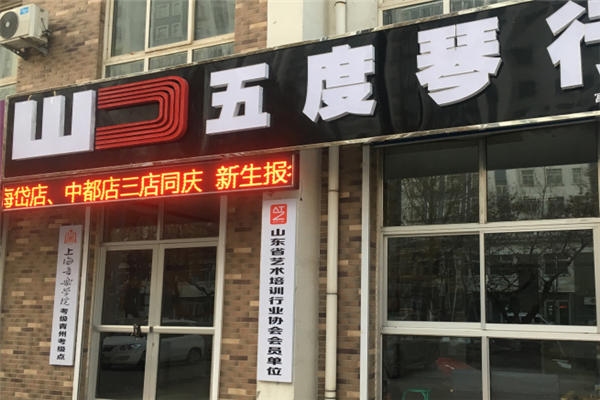 山 五度琴行
海岱店、中都店三店同庆 新生报
上海音乐学院
考级青州考级点
山东省艺术培训行业协会会员单位